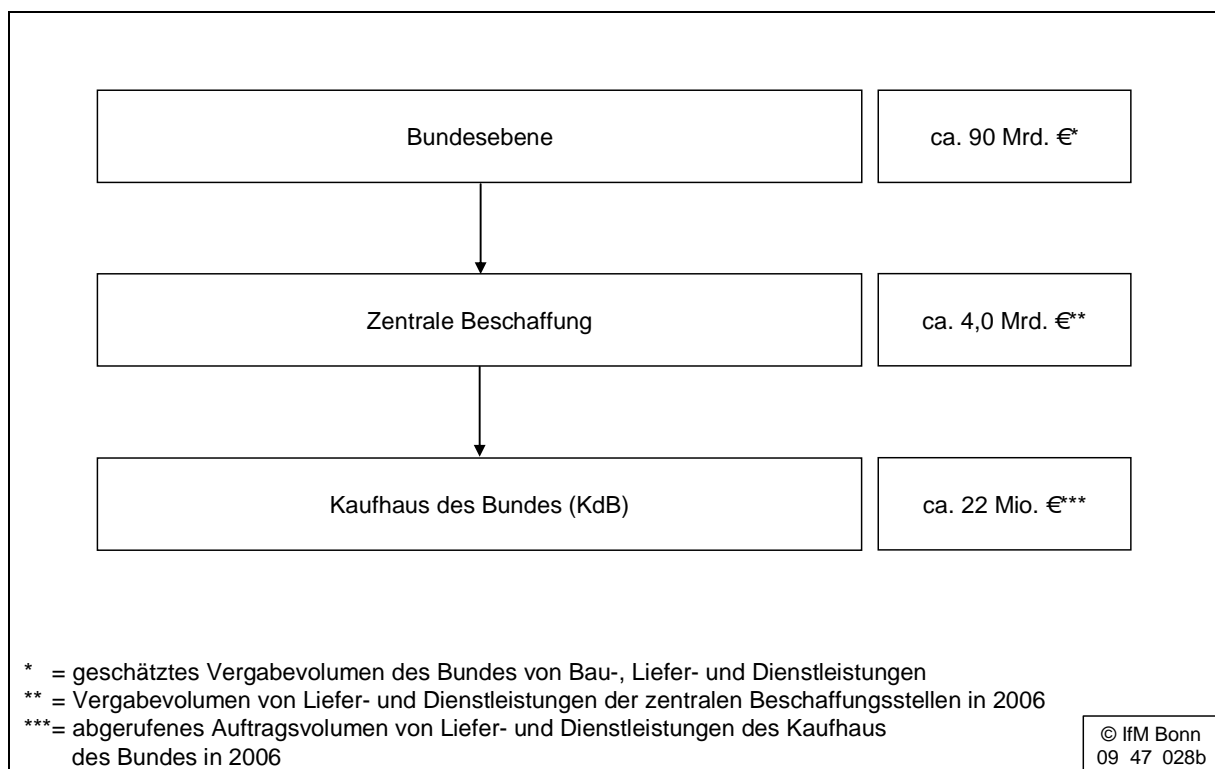 Bundesebene
ca. 90 Mrd. €*
Zentrale Beschaffung
ca. 4,0 Mrd. €**
Kaufhaus des Bundes (KdB)
ca. 22 Mio. €***
* = geschätztes Vergabevolumen des Bundes von Bau-, Liefer- und Dienstleistungen
** = Vergabevolumen von Liefer- und Dienstleistungen der zentralen Beschaffungsstellen in 2006
***= abgerufenes Auftragsvolumen von Liefer- und Dienstleistungen des Kaufhaus
des Bundes in 2006
© IfM Bonn
09 47 028b